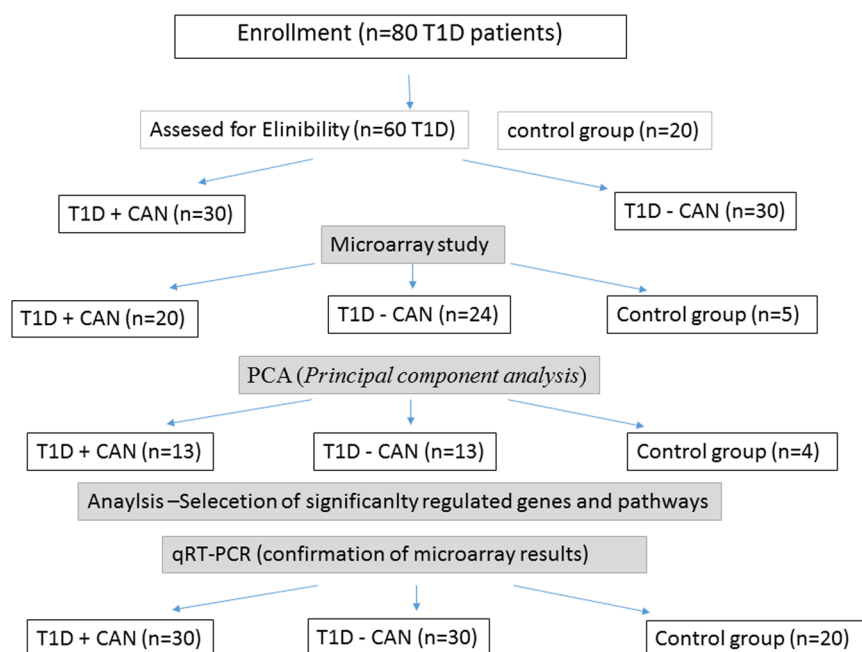 Enrollment (n=80 T1D patients)
Assesed for Elinibility (n=60 T1D)
control group (n=20)
T1D + CAN (n=30)
T1D - CAN (n=30)
Microarray study
T1D + CAN (n=20)
T1D - CAN (n=24)
Control group (n=5)
PCA (Principal component analysis)
T1D + CAN (n=13)
T1D - CAN (n=13)
Control group (n=4)
Anaylsis –Selecetion of significanlty regulated genes and pathways
qRT-PCR (confirmation of microarray results)
T1D + CAN (n=30)
T1D - CAN (n=30)
Control group (n=20)